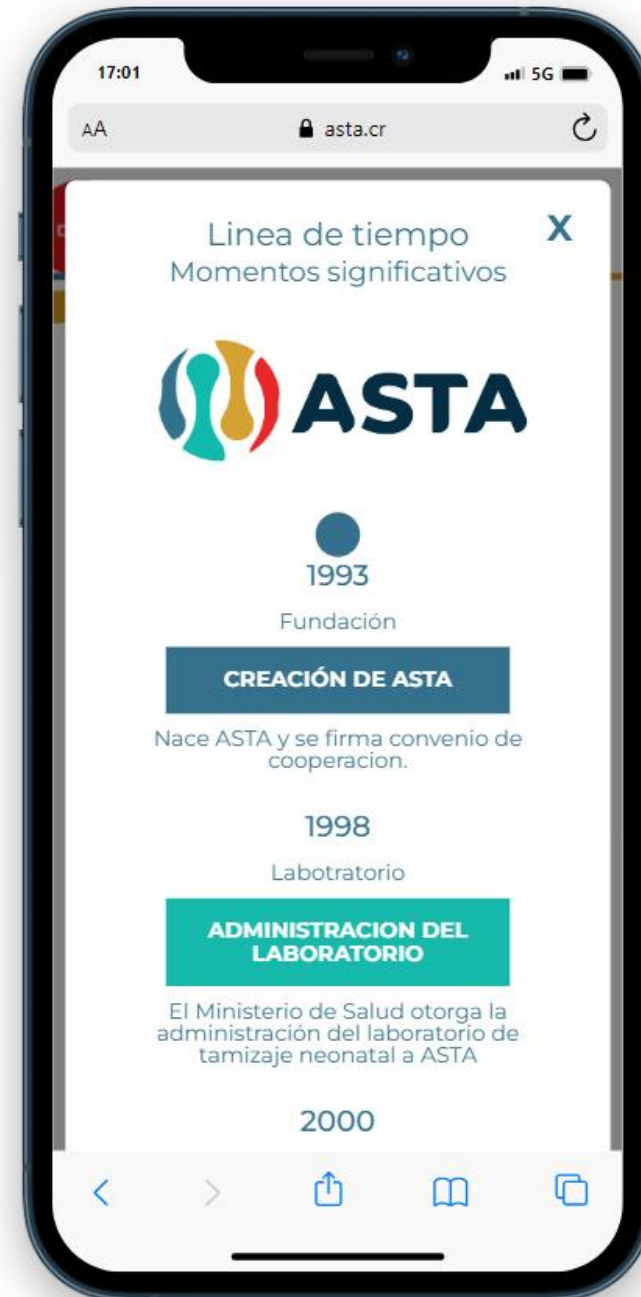 17:01
5G
AA
asta.cr
Linea de tiempo
X
Momentos significativos
ASTA
1993
Fundación
CREACIÓN DE ASTA
Nace ASTA y se firma convenio de
cooperacion.
1998
Labotratorio
ADMINISTRACION DEL
LABORATORIO
El Ministerio de Salud otorga la
administración del laboratorio de
tamizaje neonatal a ASTA
2000